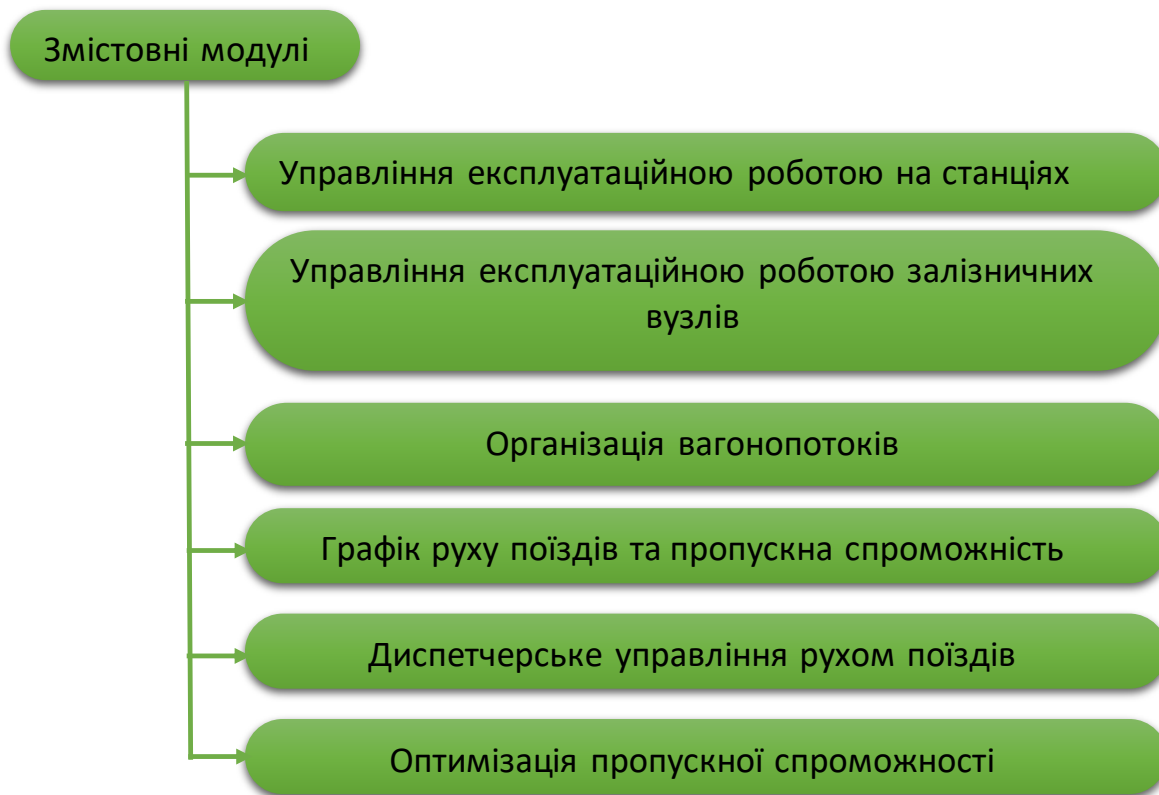 Змістовні модулі
Управління експлуатаційною роботою на станціях
Управління експлуатаційною роботою залізничних
вузлів
Організація вагонопотоків
Графік руху поїздів та пропускна спроможність
Диспетчерське управління рухом поїздів
Оптимізація пропускної спроможності